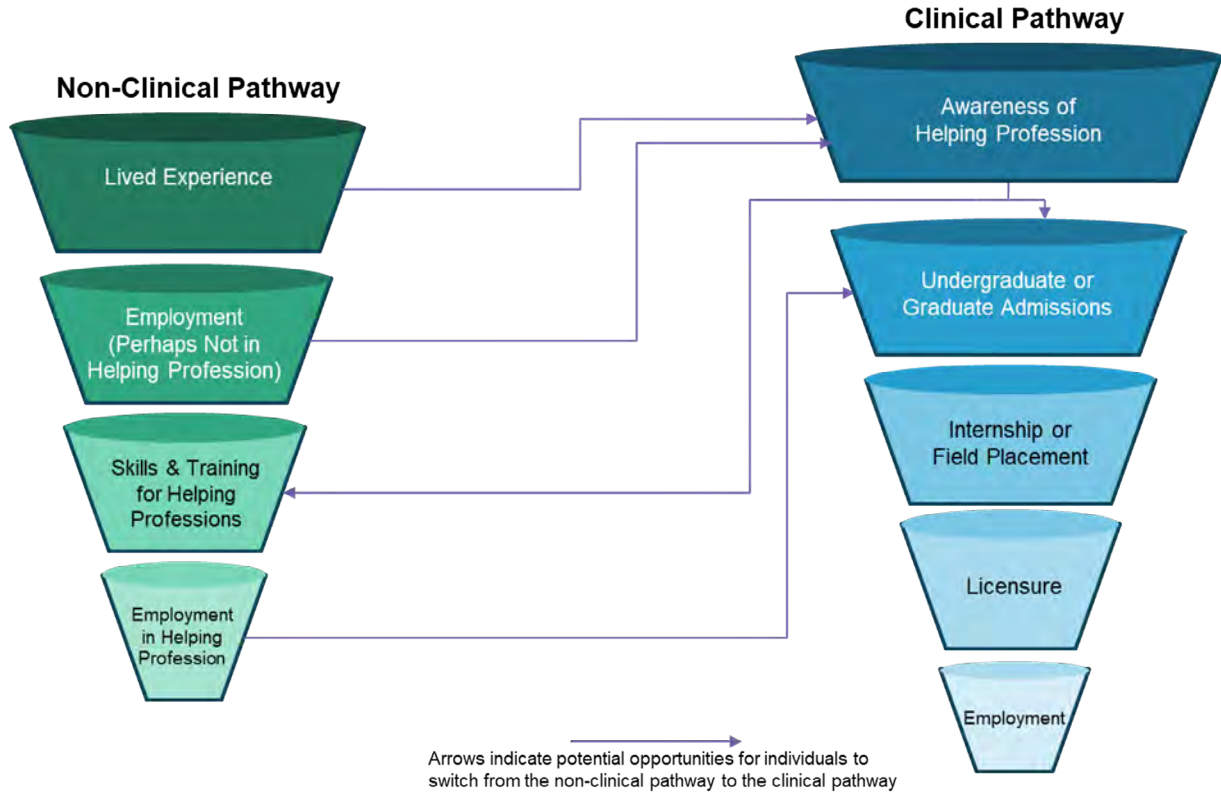 Non-Clinical Pathway
Lived Experience
Employment
(Perhaps Not in
Helping Profession)
Skills & Training
for Helping
Professions
Employment
in Helping
Profession
Clinical Pathway
Awareness of
Helping Profession
Undergraduate or
Graduate Admissions
Internship or
Field Placement
Licensure
Employment
Arrows indicate potential opportunities for individuals to
switch from the non-clinical pathway to the clinical pathway